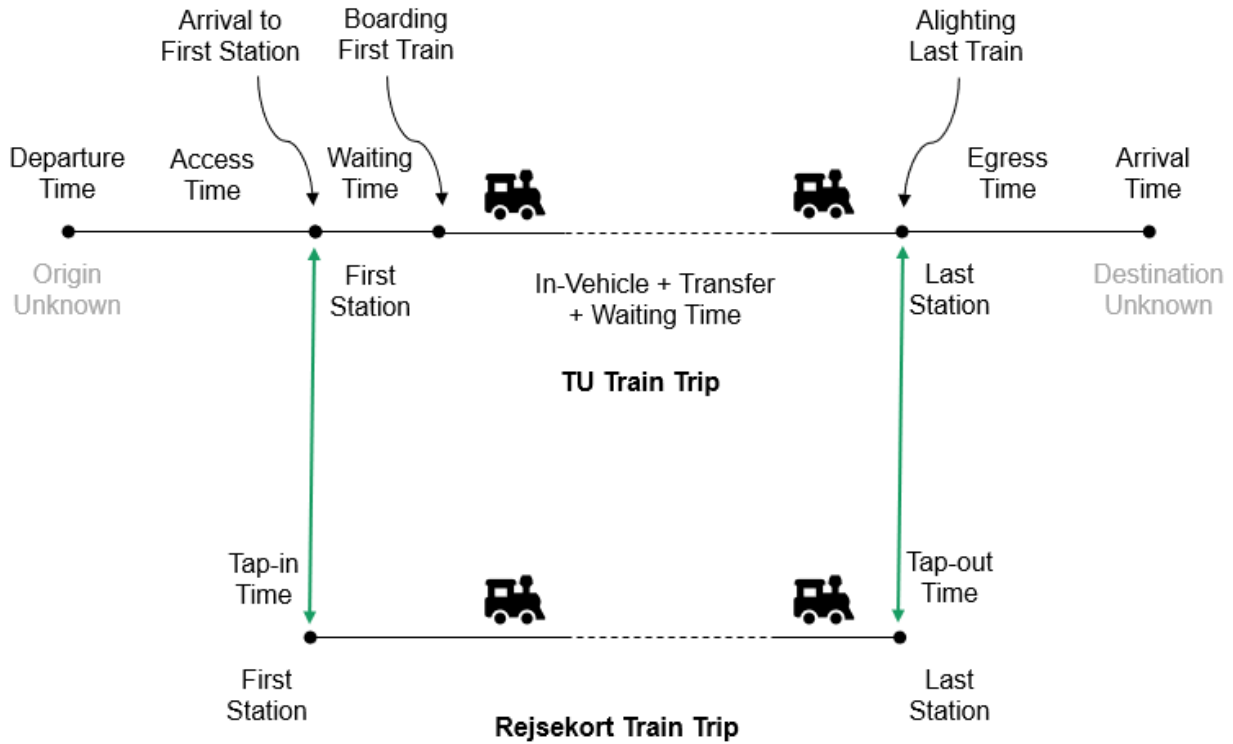 Arrival to
First Station
Boarding
First Train
Alighting
Last Train
Departure
Time
Access
Time
Waiting
Time
Egress
Time
Arrival
Time
Origin
Unknown
First
Station
In-Vehicle + Transfer
+ Waiting Time
Last
Station
Destination
Unknown
TU Train Trip
Tap-in
Time
Tap-out
Time
First
Station
Last
Station
Rejsekort Train Trip